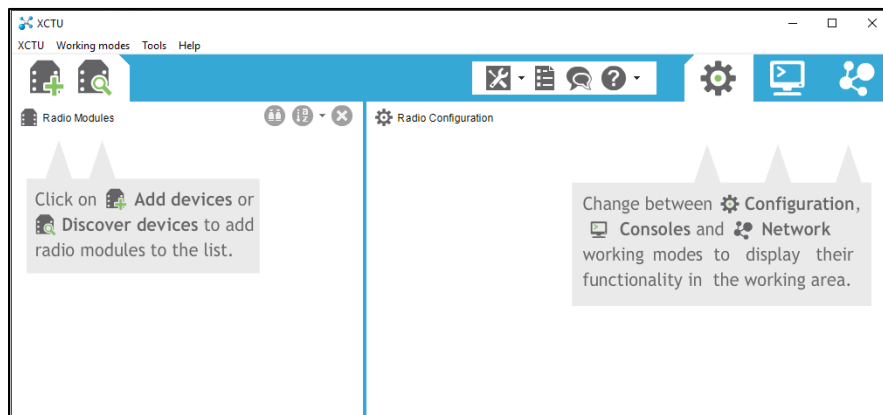 XCTU
XCTU Working modes Tools Help
Radio Modules
Radio Configuration
Click on Add devices or
Discover devices to add
radio modules to the list.
Change between Configuration,
Consoles and Network
working modes to display their
functionality in the working area.